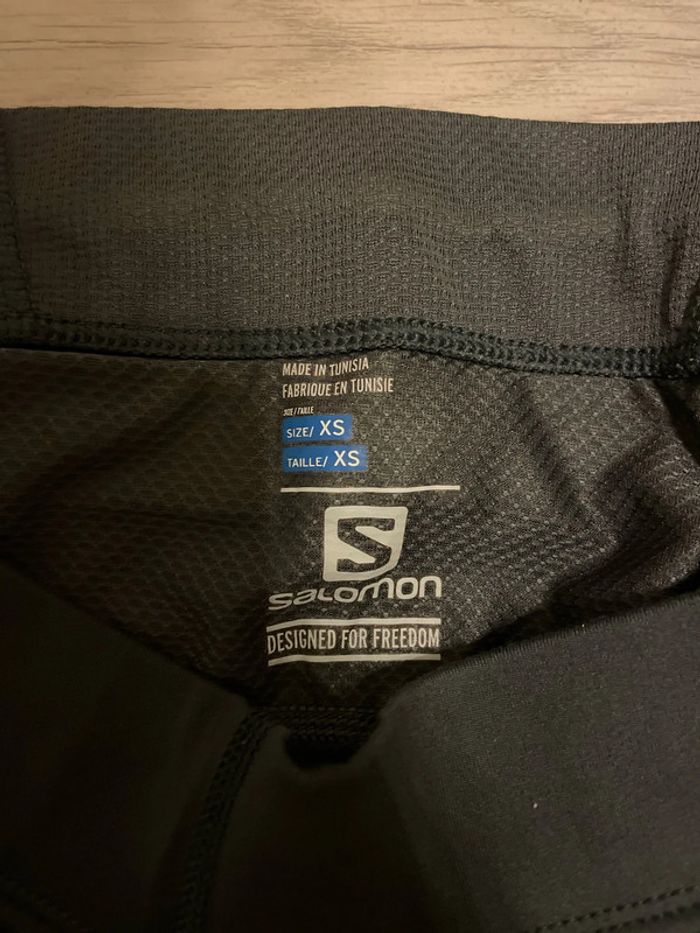 MADE IN TUNISIA
FABRIQUE EN TUNISIE
SIZE/TAILLE
SIZE/ XS
TAILLE/ XS
S
SALOMON
DESIGNED FOR FREEDOM